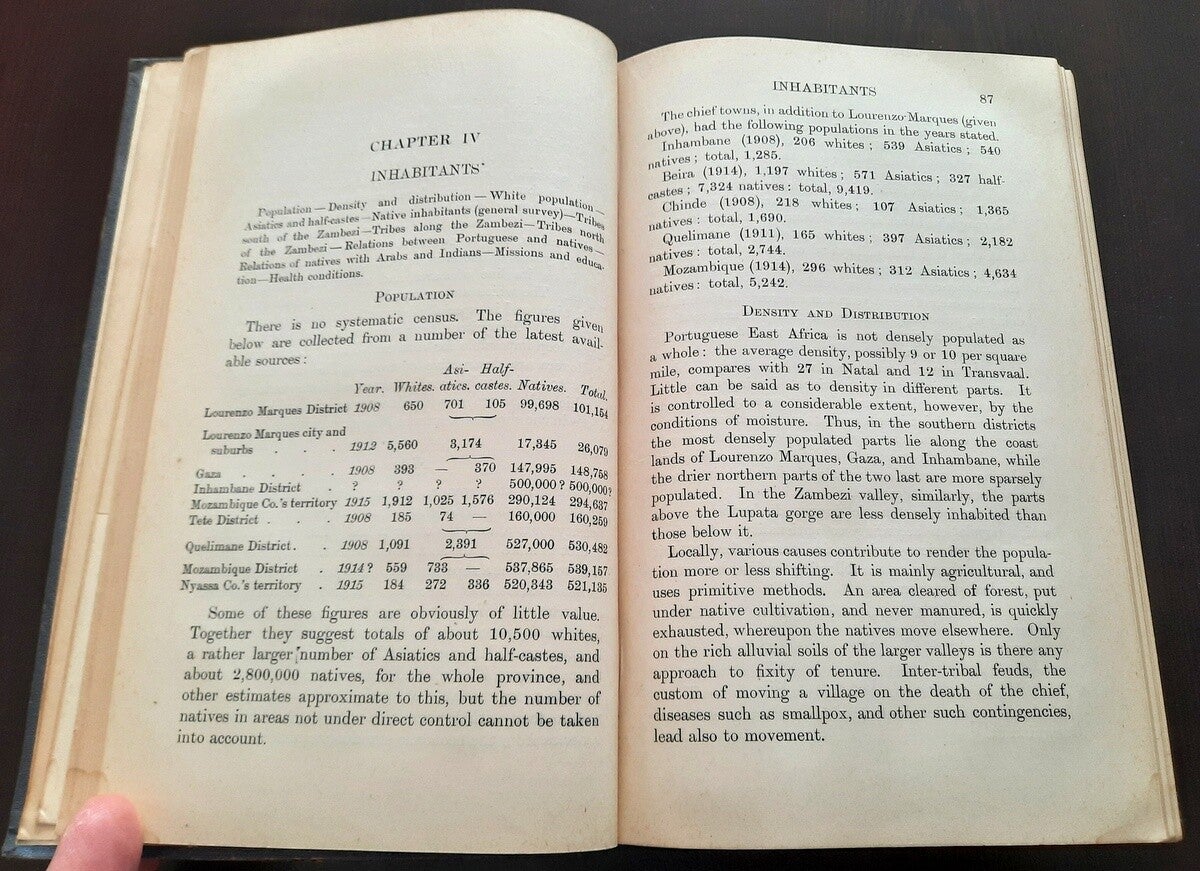 CHAPTER IV
INHABITANTS
Population—Density and distribution—White population—
Asiatics and half-castes—Native inhabitants (general survey)—Tribes
south of the Zambezi—Tribes along the Zambezi—Tribes north
of the Zambezi—Relations between Portuguese and natives—
Relations of natives with Arabs and Indians—Missions and educa-
tion—Health conditions.
POPULATION
There is no systematic census. The figures given
below are collected from a number of the latest avail-
able sources:
Asi- Half-
Year. Whites. atics. castes. Natives. Total.
Lourenzo Marques District 1908 650 701 105 99,698 101,154
Lourenzo Marques city and
suburbs . . . 1912 5,560 3,174 17,345 26,079
Gaza . . . . 1908 393 — 370 147,995 148,758
Inhambane District . ? ? ? ? 500,000? 500,000?
Mozambique Co.'s territory 1915 1,912 1,025 1,576 290,124 294,637
Tete District . . . 1908 185 74 — 160,000 160,259
Quelimane District. . 1908 1,091 2,391 527,000 530,482
Mozambique District . 1914? 559 733 — 537,865 539,157
Nyassa Co.'s territory . 1915 184 272 336 520,343 521,135
Some of these figures are obviously of little value.
Together they suggest totals of about 10,500 whites,
a rather larger number of Asiatics and half-castes, and
about 2,800,000 natives, for the whole province, and
other estimates approximate to this, but the number of
natives in areas not under direct control cannot be taken
into account.
INHABITANTS 87
The chief towns, in addition to Lourenzo Marques (given
above), had the following populations in the years stated.
Inhambane (1908), 206 whites; 539 Asiatics; 540
natives; total, 1,285.
Beira (1914), 1,197 whites; 571 Asiatics; 327 half-
castes; 7,324 natives: total, 9,419.
Chinde (1908), 218 whites; 107 Asiatics; 1,365
natives: total, 1,690.
Quelimane (1911), 165 whites; 397 Asiatics; 2,182
natives: total, 2,744.
Mozambique (1914), 296 whites; 312 Asiatics; 4,634
natives: total, 5,242.
DENSITY AND DISTRIBUTION
Portuguese East Africa is not densely populated as
a whole: the average density, possibly 9 or 10 per square
mile, compares with 27 in Natal and 12 in Transvaal.
Little can be said as to density in different parts. It
is controlled to a considerable extent, however, by the
conditions of moisture. Thus, in the southern districts
the most densely populated parts lie along the coast
lands of Lourenzo Marques, Gaza, and Inhambane, while
the drier northern parts of the two last are more sparsely
populated. In the Zambezi valley, similarly, the parts
above the Lupata gorge are less densely inhabited than
those below it.
Locally, various causes contribute to render the popula-
tion more or less shifting. It is mainly agricultural, and
uses primitive methods. An area cleared of forest, put
under native cultivation, and never manured, is quickly
exhausted, whereupon the natives move elsewhere. Only
on the rich alluvial soils of the larger valleys is there any
approach to fixity of tenure. Inter-tribal feuds, the
custom of moving a village on the death of the chief,
diseases such as smallpox, and other such contingencies,
lead also to movement.